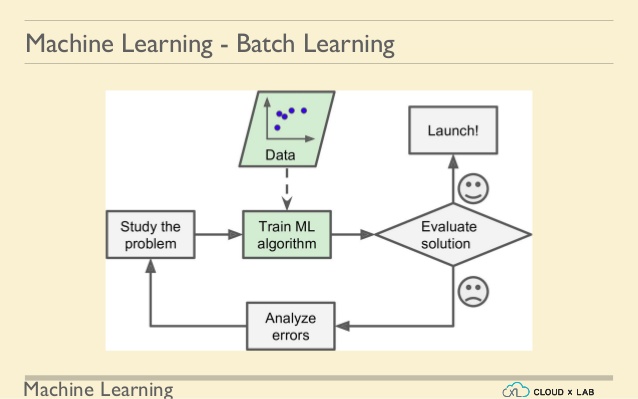 Machine Learning - Batch Learning
Data
Launch!
Study the
problem
Train ML
algorithm
Evaluate
solution
Analyze
errors
Machine Learning
CLOUD x LAB